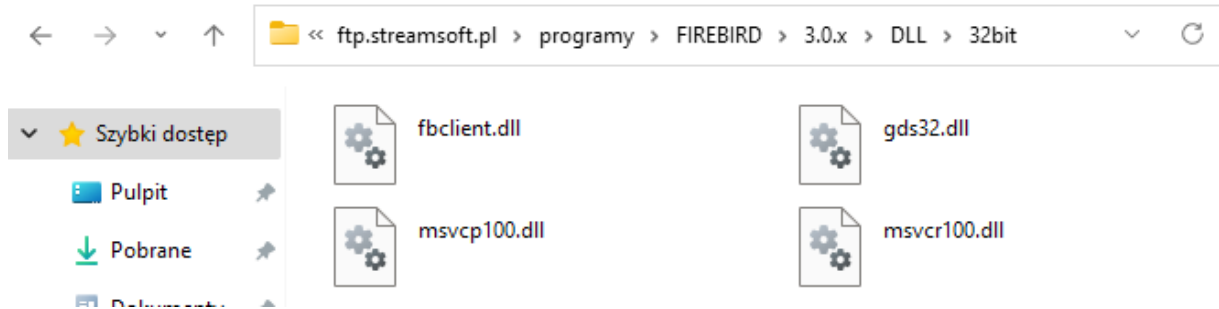 « ftp.streamsoft.pl > programy > FIREBIRD > 3.0.x > DLL > 32bit
Szybki dostęp
Pulpit
Pobrane
Dokumenty
fbclient.dll
gds32.dll
msvcp100.dll
msvcr100.dll